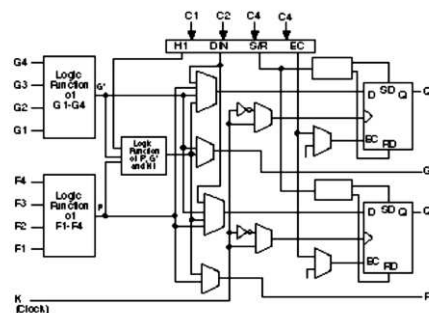 C1 C2 C4 C4
H1 DIN S/R EC
G4
G3
G2
G1
Logic
Function
of
G1-G4
G'
SD
D Q
EC
RD
Logic
Function
of F', G'
and H1
G
F4
F3
F2
F1
Logic
Function
of
F1-F4
F'
SD
D Q
EC
RD
K
(Clock)
F